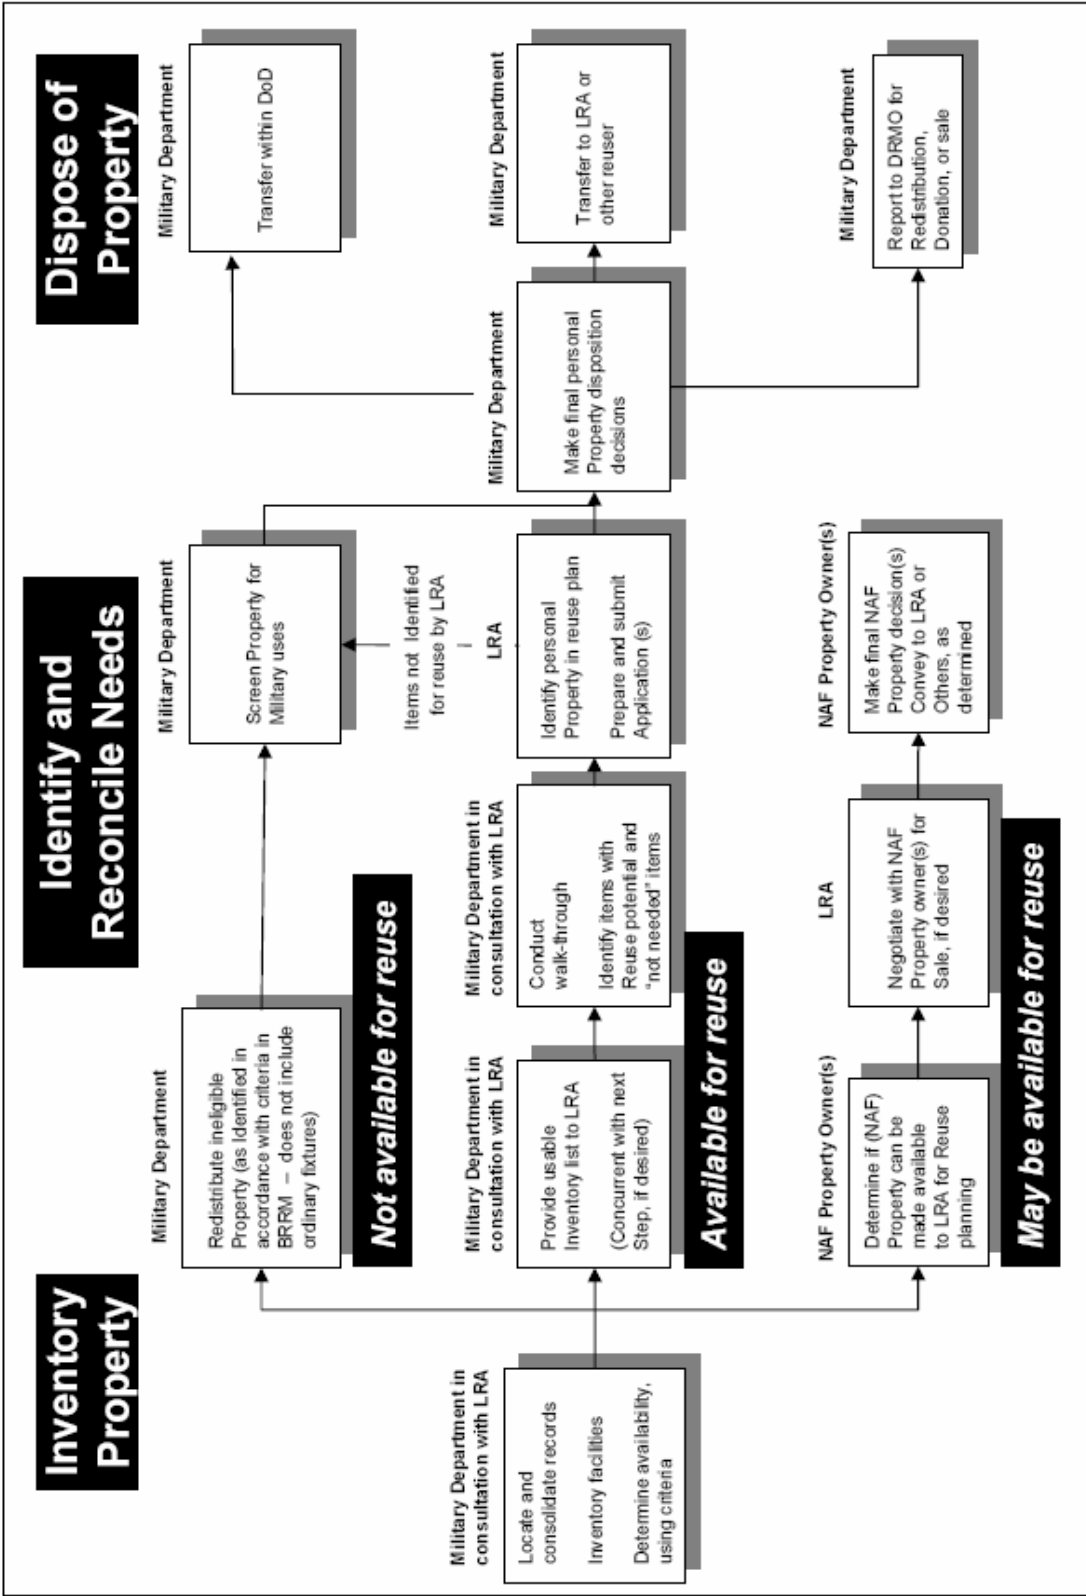 Inventory
Property
Identify and
Reconcile Needs
Dispose of
Property
Military Department in
consultation with LRA
Locate and
consolidate records
Inventory facilities
Determine availability,
using criteria
Military Department
Redistribute ineligible
Property (as Identified in
accordance with criteria in
BRRM – does not include
ordinary fixtures)
Not available for reuse
Military Department
Screen Property for
Military uses
Items not Identified
for reuse by LRA
Military Department
Transfer within DoD
Military Department in
consultation with LRA
Provide usable
Inventory list to LRA
(Concurrent with next
Step, if desired)
Available for reuse
Military Department in
consultation with LRA
Conduct
walk-through
Identify items with
Reuse potential and
“not needed” items
LRA
Identify personal
Property in reuse plan
Prepare and submit
Application (s)
Military Department
Make final personal
Property disposition
decisions
Military Department
Transfer to LRA or
other reuser
NAF Property Owner(s)
Determine if (NAF)
Property can be
made available
to LRA for Reuse
planning
May be available for reuse
LRA
Negotiate with NAF
Property owner(s) for
Sale, if desired
NAF Property Owner(s)
Make final NAF
Property decision(s)
Convey to LRA or
Others, as
determined
Military Department
Report to DRMO for
Redistribution,
Donation, or sale